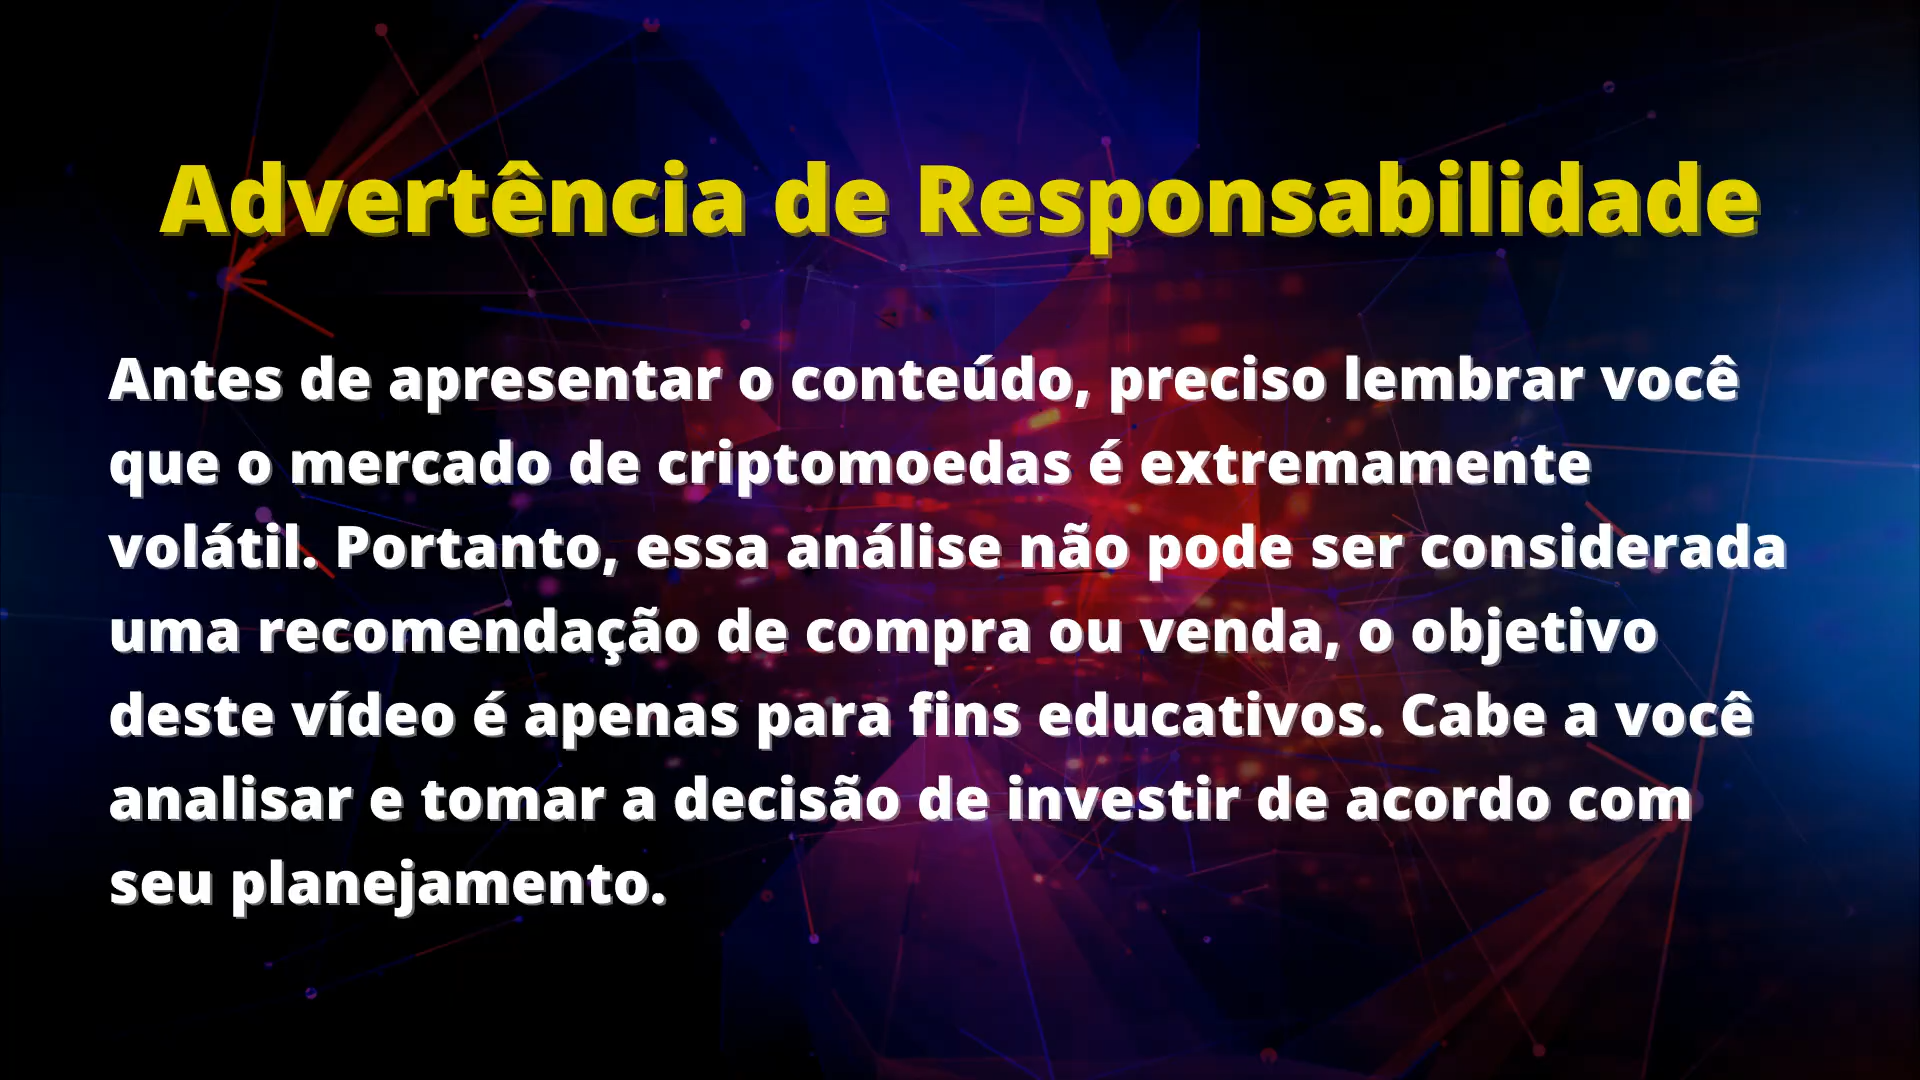 Advertência de Responsabilidade
Antes de apresentar o conteúdo, preciso lembrar você
que o mercado de criptomoedas é extremamente
volátil. Portanto, essa análise não pode ser considerada
uma recomendação de compra ou venda, o objetivo
deste vídeo é apenas para fins educativos. Cabe a você
analisar e tomar a decisão de investir de acordo com
seu planejamento.